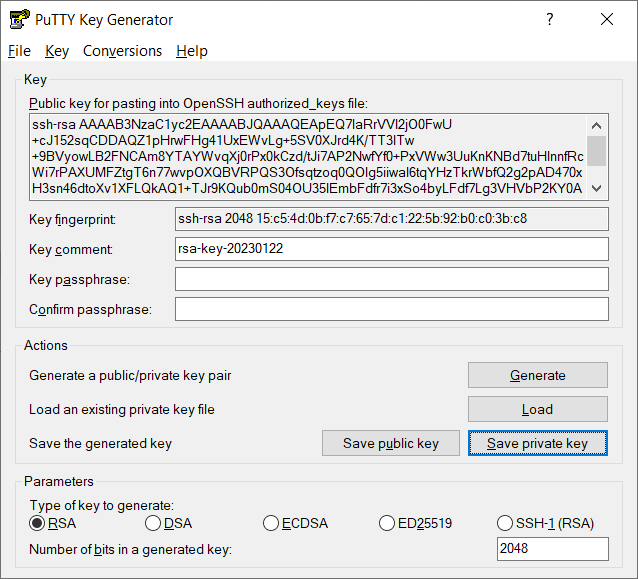 PuTTY Key Generator
?
File Key Conversions Help
Key
Public key for pasting into OpenSSH authorized_keys file:
ssh-rsa AAAAB3NzaC1yc2EAAAABJQAAAQEApEQ7laRrVVl2jO0FwU
+cJ152sqCDDAQZ1pHrwFHg41UxEWvLg+5SV0XJrd4K/TT3ITw
+9BVyowLB2FNCAm8YTAYWvqXj0rPx0kCzd/tJi7AP2NwfYf0+PxVWw3UuKnKNBd7tuHlnnfRc
Wi7rPAXUMFZtgT6n77wvpOXQBVRPQS3Ofsqtzoq0QOIg5iiwal6tqYHzTkrWbfQ2g2pAD470x
H3sn46dtoXv1XFLQkAQ1+TJr9KQub0mS04OU35IEmbFdfr7i3xSo4byLFdf7Lg3VHVbP2KY0A
Key fingerprint: ssh-rsa 2048 15:c5:4d:0b:f7:c7:65:7d:c1:22:5b:92:b0:c0:3b:c8
Key comment: rsa-key-20230122
Key passphrase:
Confirm passphrase:
Actions
Generate a public/private key pair Generate
Load an existing private key file Load
Save the generated key Save public key Save private key
Parameters
Type of key to generate:
RSA DSA ECDSA ED25519 SSH-1 (RSA)
Number of bits in a generated key: 2048